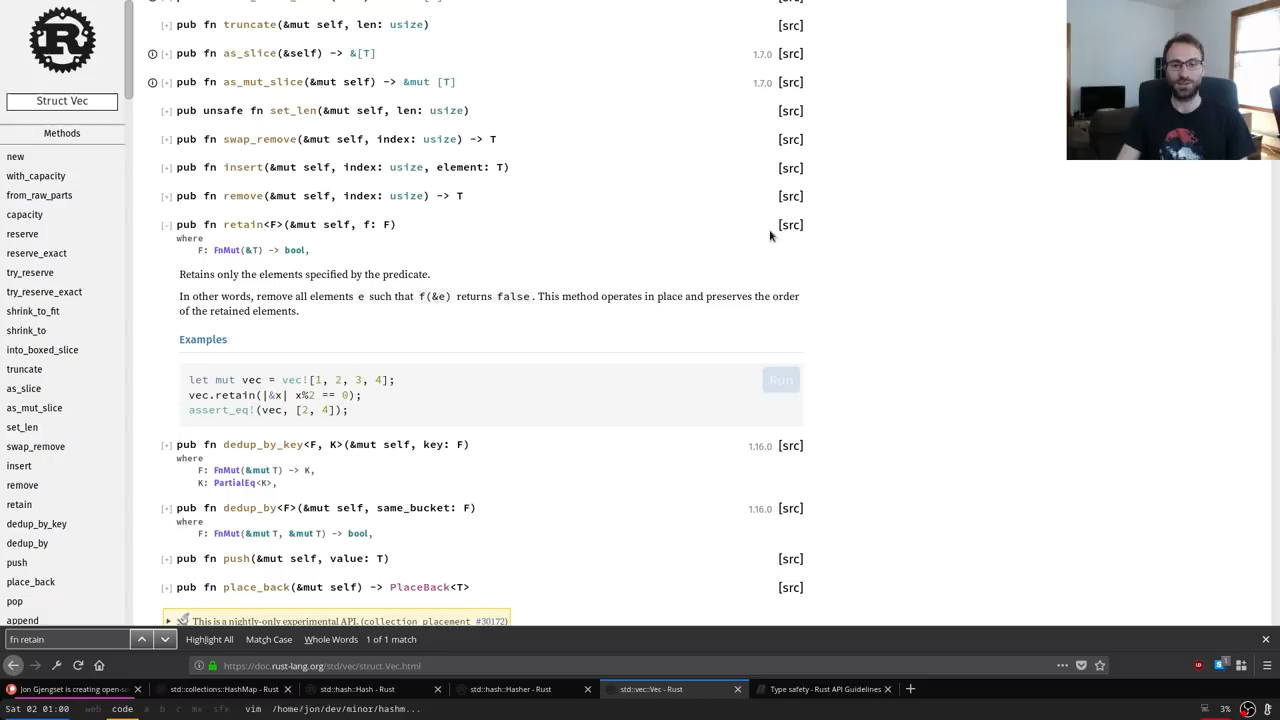 pub fn truncate(&mut self, len: usize)
[src]
pub fn as_slice(&self) -> &[T]
1.7.0 [src]
pub fn as_mut_slice(&mut self) -> &mut [T]
1.7.0 [src]
pub unsafe fn set_len(&mut self, len: usize)
[src]
pub fn swap_remove(&mut self, index: usize) -> T
[src]
pub fn insert(&mut self, index: usize, element: T)
[src]
pub fn remove(&mut self, index: usize) -> T
[src]
pub fn retain<F>(&mut self, f: F)
[src]
where
F: FnMut(&T) -> bool,
Retains only the elements specified by the predicate.
In other words, remove all elements e such that f(&e) returns false. This method operates in place and preserves the order
of the retained elements.
Examples
let mut vec = vec![1, 2, 3, 4];
vec.retain(|&x| x%2 == 0);
assert_eq!(vec, [2, 4]);
Run
pub fn dedup_by_key<F, K>(&mut self, key: F)
1.16.0 [src]
where
F: FnMut(&mut T) -> K,
K: PartialEq<K>,
pub fn dedup_by<F>(&mut self, same_bucket: F)
1.16.0 [src]
where
F: FnMut(&mut T, &mut T) -> bool,
pub fn push(&mut self, value: T)
[src]
pub fn place_back(&mut self) -> PlaceBack<T>
[src]
This is a nightly-only experimental API. (collection_placement #30172)
Struct Vec
Methods
new
with_capacity
from_raw_parts
capacity
reserve
reserve_exact
try_reserve
try_reserve_exact
shrink_to_fit
shrink_to
into_boxed_slice
truncate
as_slice
as_mut_slice
set_len
swap_remove
insert
remove
retain
dedup_by_key
dedup_by
push
place_back
pop
append
fn retain
Highlight All Match Case Whole Words 1 of 1 match
https://doc.rust-lang.org/std/vec/struct.Vec.html
Jon Gjengset is creating open-so
std::collections::HashMap - Rust
std::hash::Hash - Rust
std::hash::Hasher - Rust
std::vec::Vec - Rust
Type safety - Rust API Guidelines
Sat 02 01:00 web code a b c mx sfx vim /home/jon/dev/minor/hashm...
3%